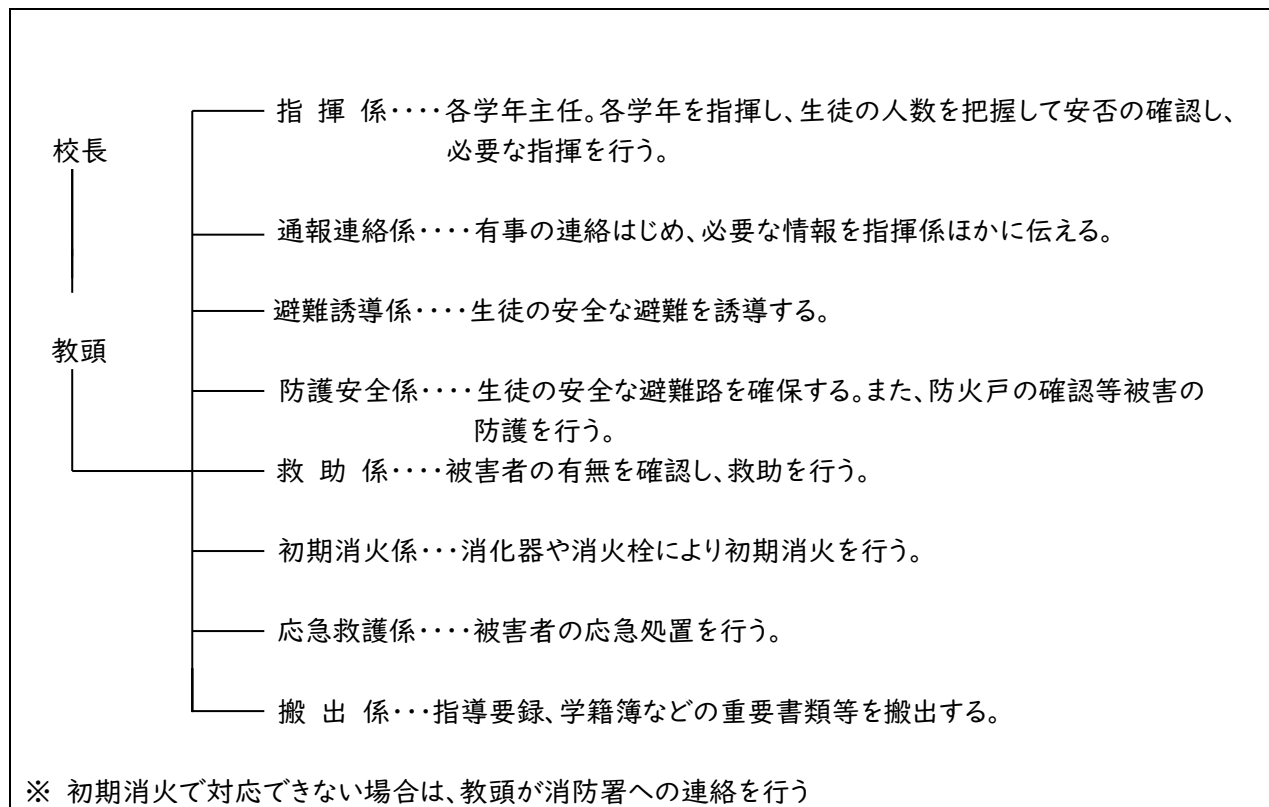 指 揮 係････各学年主任。各学年を指揮し、生徒の人数を把握して安否の確認し、
校長
必要な指揮を行う。
通報連絡係････有事の連絡はじめ、必要な情報を指揮係ほかに伝える。
避難誘導係････生徒の安全な避難を誘導する。
教頭
防護安全係････生徒の安全な避難路を確保する。また、防火戸の確認等被害の
防護を行う。
救 助 係････被害者の有無を確認し、救助を行う。
初期消火係･･･消化器や消火栓により初期消火を行う。
応急救護係････被害者の応急処置を行う。
搬 出 係･･･指導要録、学籍簿などの重要書類等を搬出する。
※ 初期消火で対応できない場合は、教頭が消防署への連絡を行う